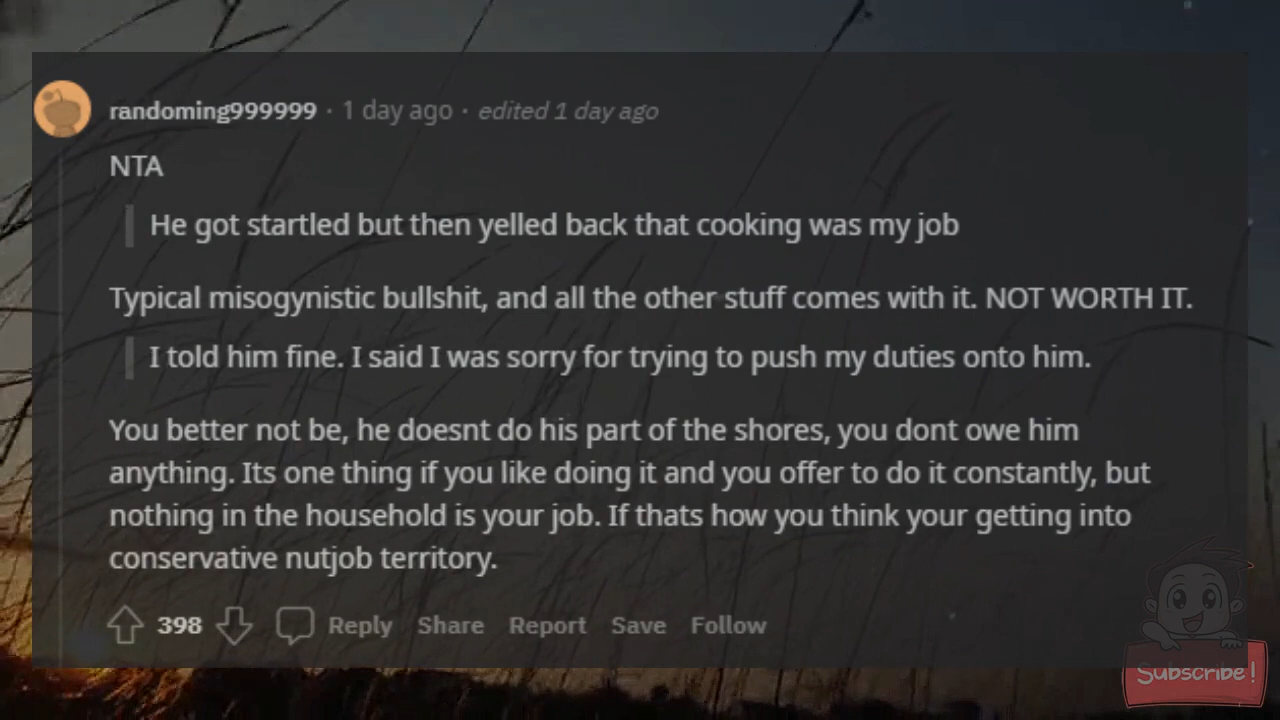 randoming999999 · 1 day ago · edited 1 day ago
NTA
He got startled but then yelled back that cooking was my job
Typical misogynistic bullshit, and all the other stuff comes with it. NOT WORTH IT.
I told him fine. I said I was sorry for trying to push my duties onto him.
You better not be, he doesnt do his part of the shores, you dont owe him
anything. Its one thing if you like doing it and you offer to do it constantly, but
nothing in the household is your job. If thats how you think your getting into
conservative nutjob territory.
398 Reply Share Report Save Follow
Subscribe!